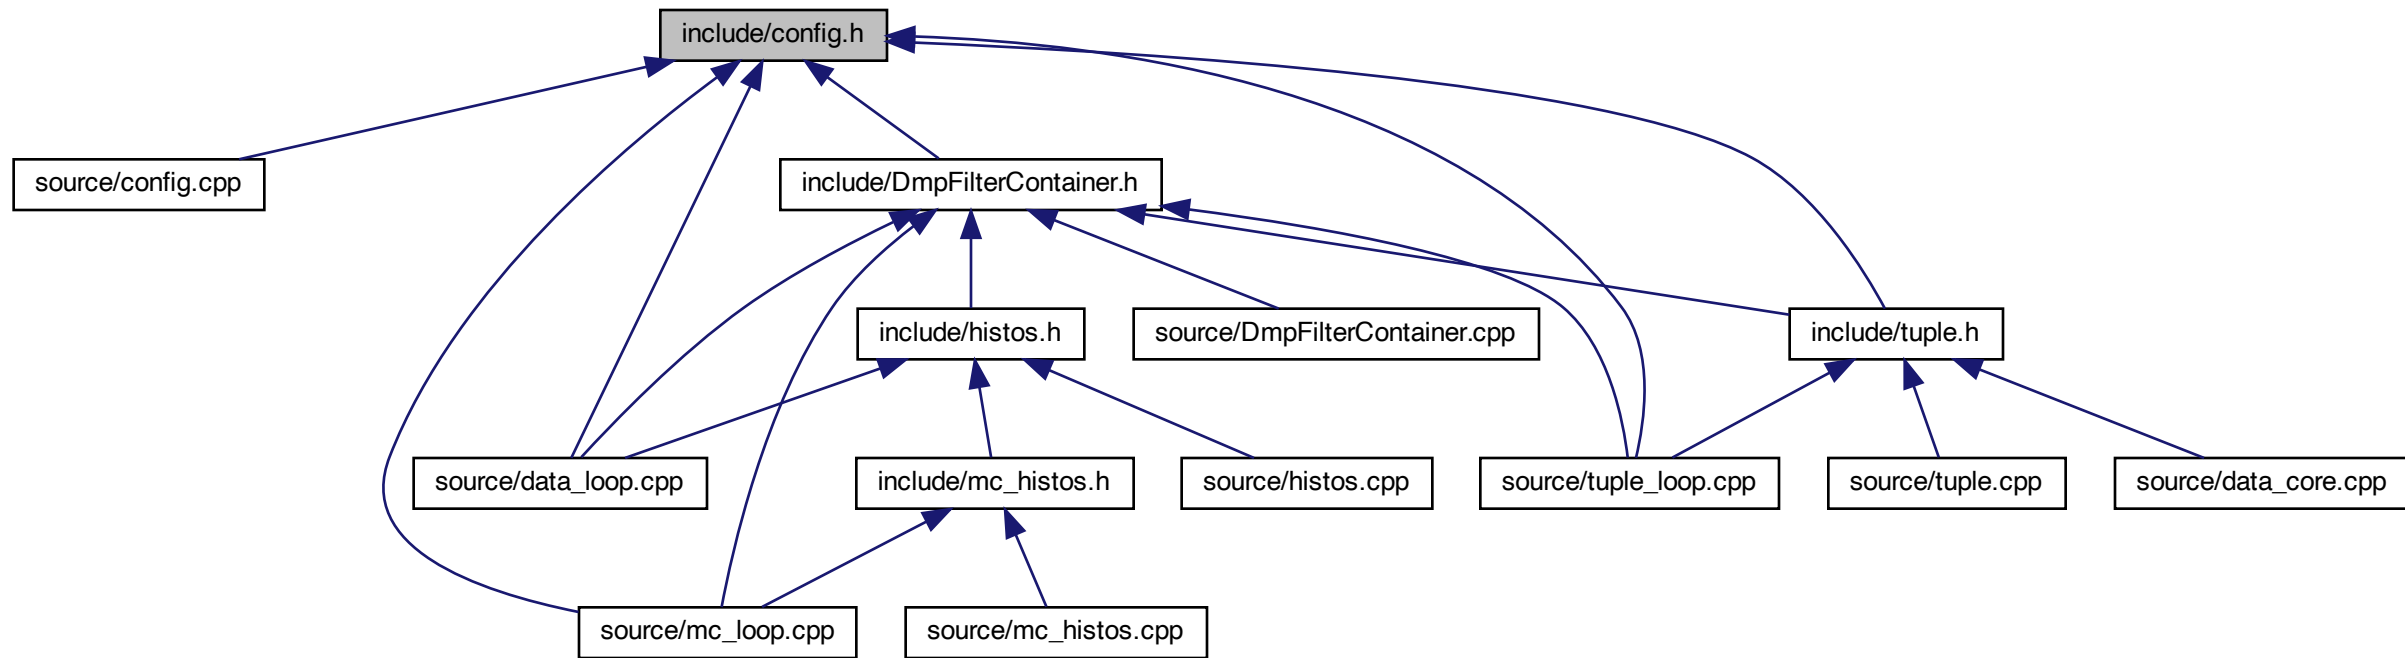 include/config.h
source/config.cpp
include/DmpFilterContainer.h
include/histos.h
source/DmpFilterContainer.cpp
include/tuple.h
source/data_loop.cpp
include/mc_histos.h
source/histos.cpp
source/tuple_loop.cpp
source/tuple.cpp
source/data_core.cpp
source/mc_loop.cpp
source/mc_histos.cpp